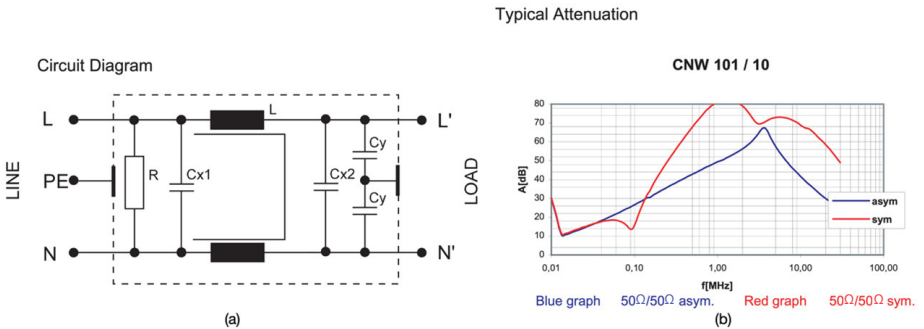 Typical Attenuation
Circuit Diagram
CNW 101 / 10
LINE
L
PE
N
R
Cx1
L
Cx2
Cy
Cy
L'
N'
LOAD
A[dB]
80
70
60
50
40
30
20
10
0
0,01
0,10
1,00
10,00
100,00
f[MHz]
asym
sym
Blue graph 50Ω/50Ω asym. Red graph 50Ω/50Ω sym.
(a)
(b)